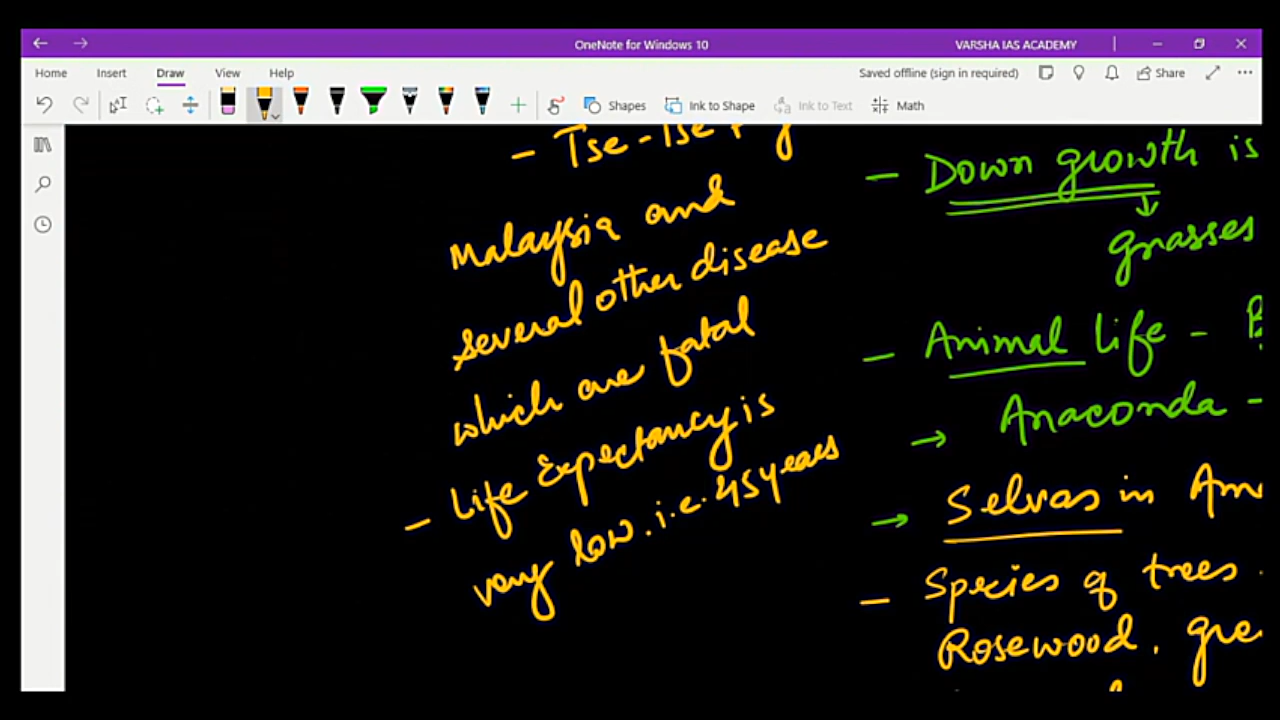 OneNote for Windows 10
VARSHA IAS ACADEMY
Home Insert Draw View Help
Saved offline (sign in required)
Share
Shapes
Ink to Shape
Ink to Text
Math
- Tse-Tse
Malaysia and
several other disease
which are fatal
- Life Expectancy is
very low. i.e. 45 years
- Down growth is
↓
grasses
- Animal life -
→ Anaconda -
→ Selvas in
- Species of trees
Rosewood,